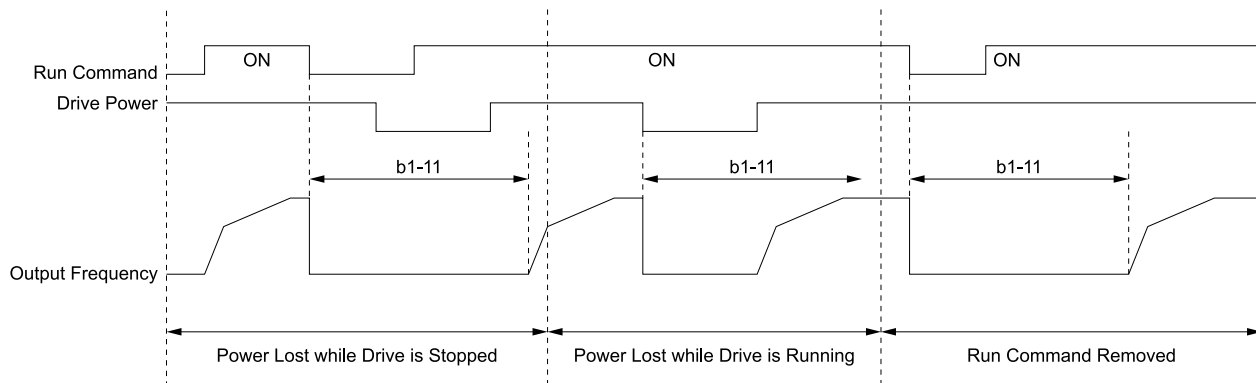 Run Command
ON
ON
ON
Drive Power
b1-11
b1-11
b1-11
Output Frequency
Power Lost while Drive is Stopped
Power Lost while Drive is Running
Run Command Removed